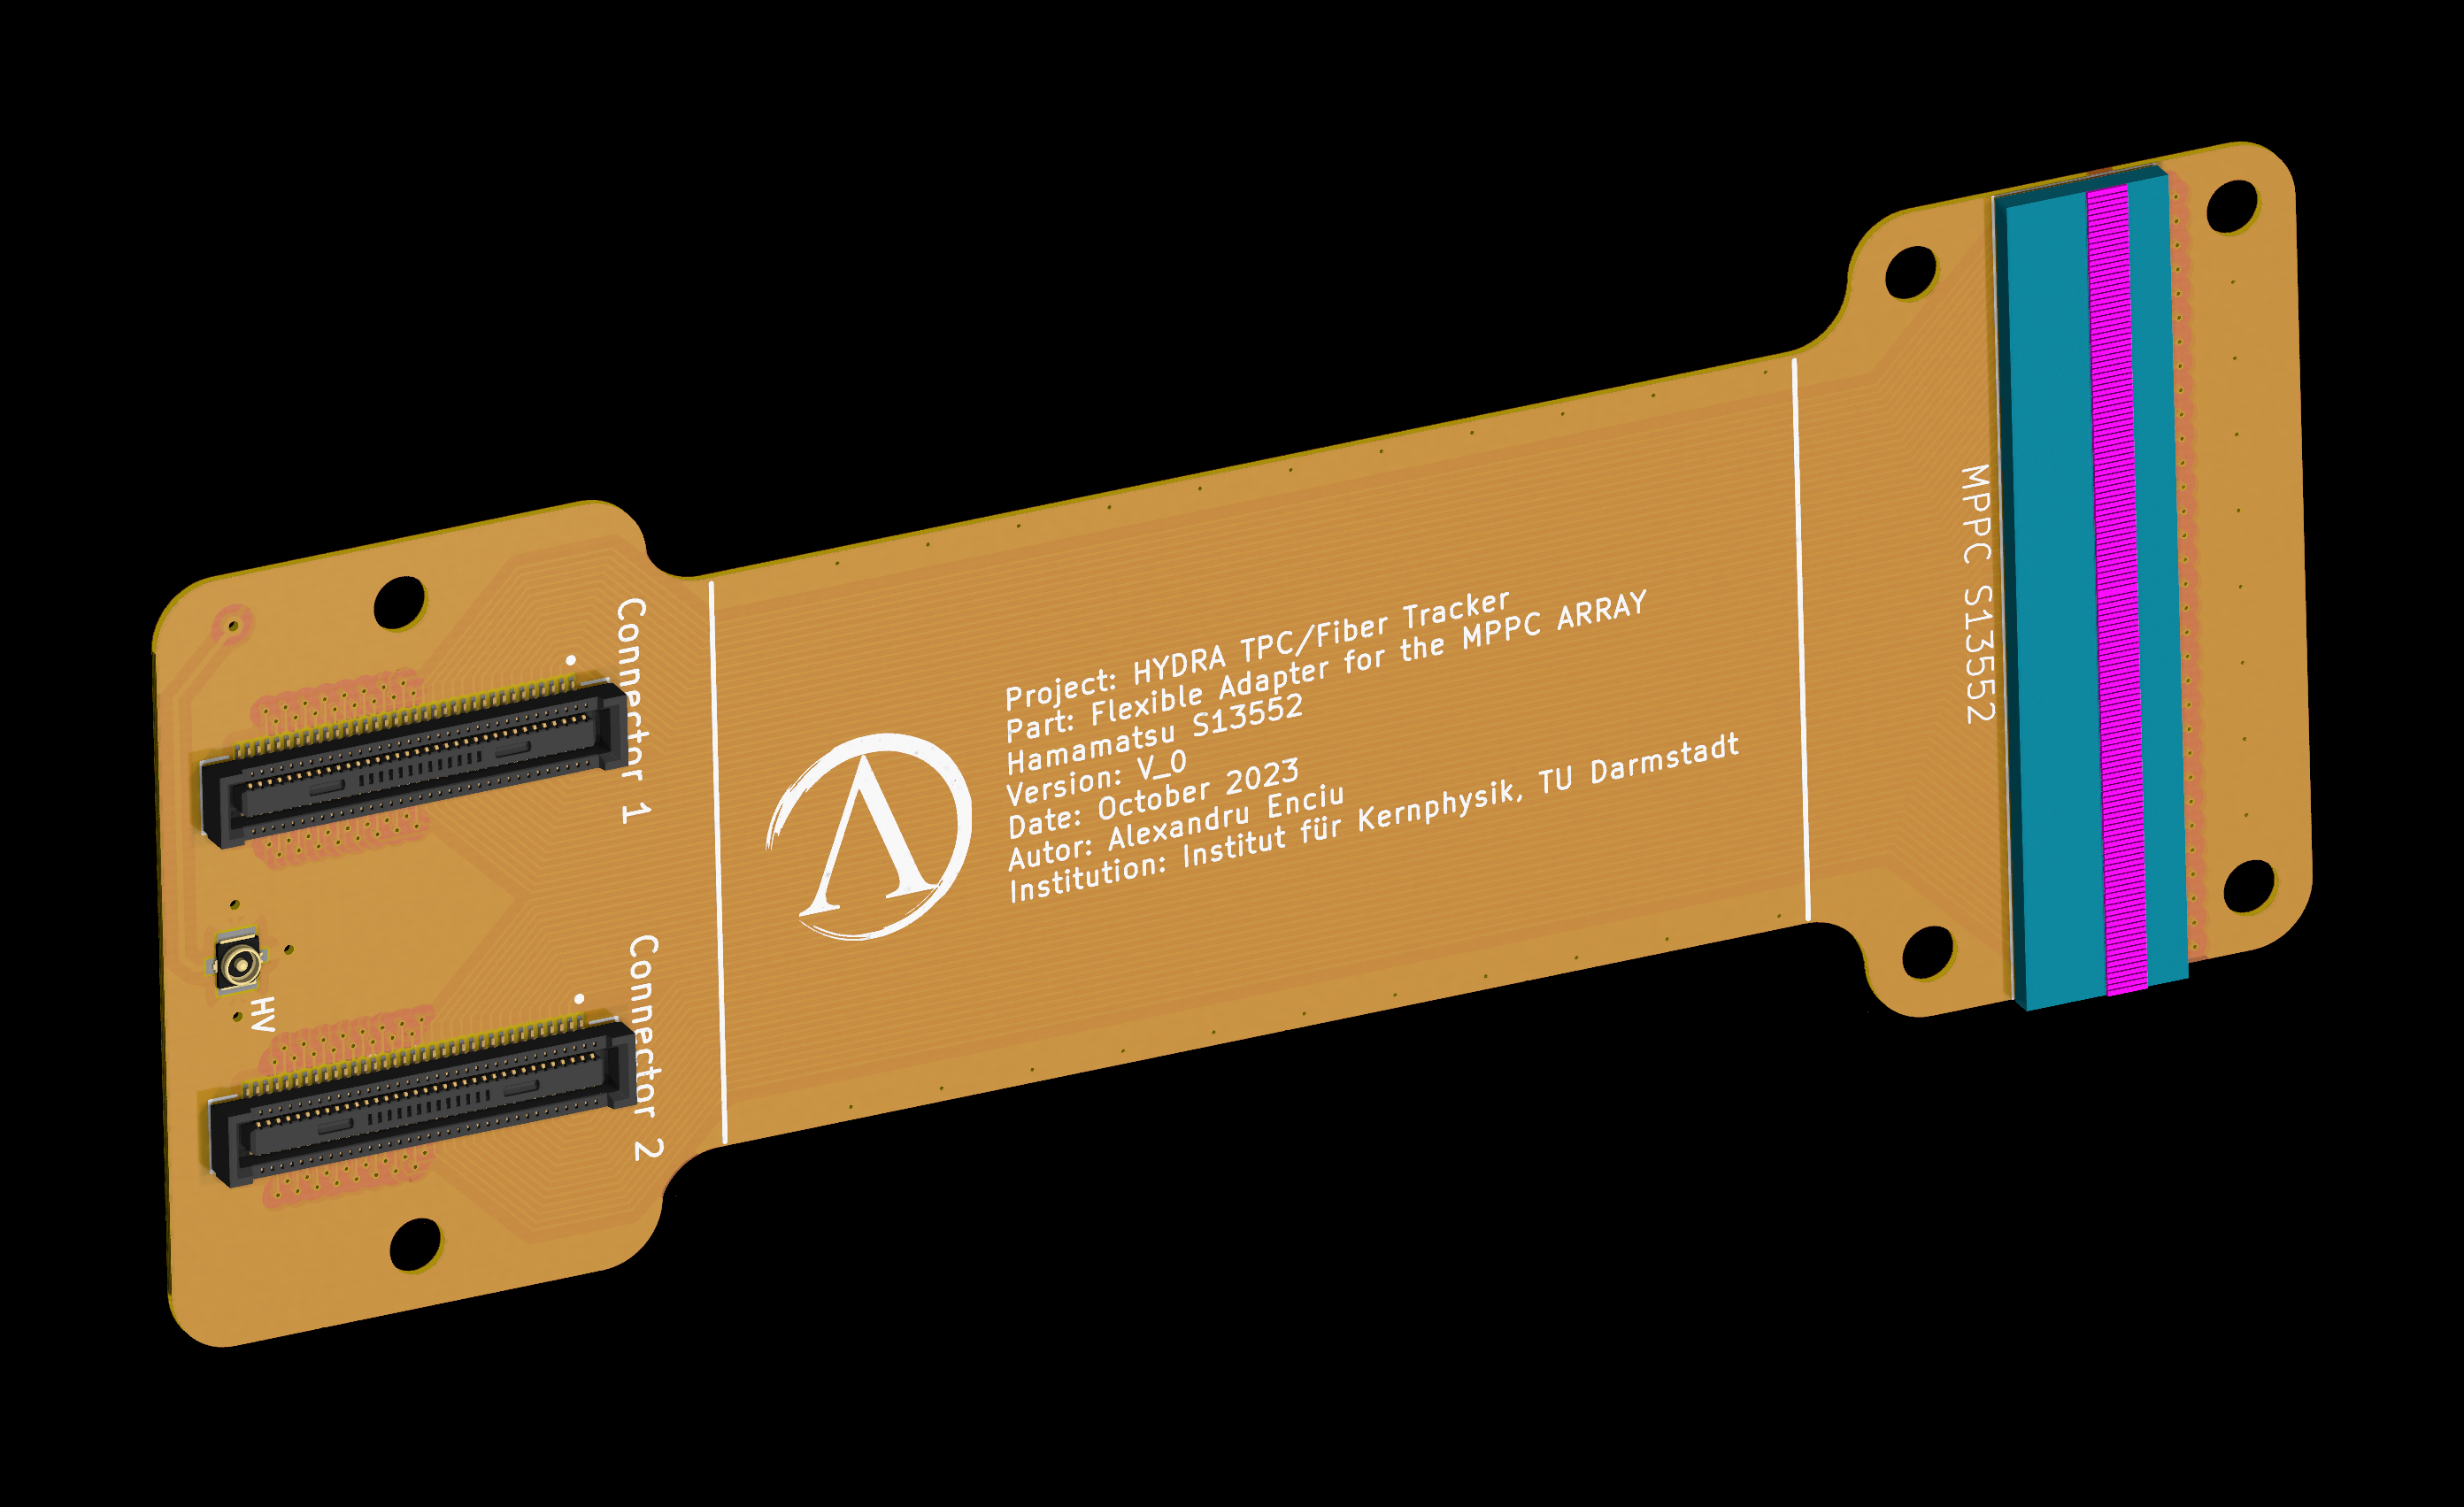 Connector 1
HV
Connector 2
Λ
Project: HYDRA TPC/Fiber Tracker
Part: Flexible Adapter for the MPPC ARRAY
Hamamatsu S13552
Version: V_0
Date: October 2023
Autor: Alexandru Enciu
Institution: Institut für Kernphysik, TU Darmstadt
MPPC S13552